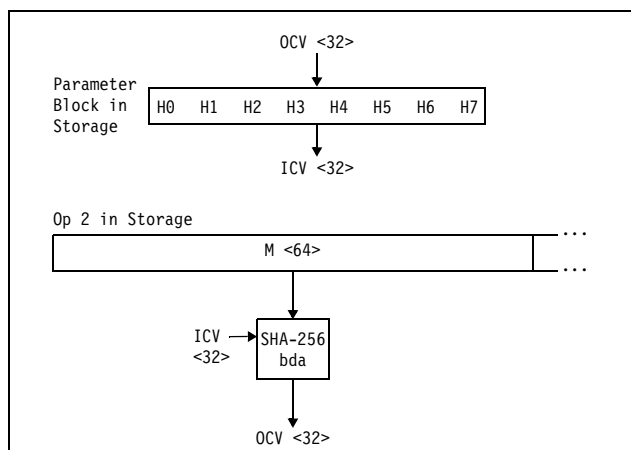 OCV <32>
Parameter
Block in
Storage
H0 H1 H2 H3 H4 H5 H6 H7
ICV <32>
Op 2 in Storage
M <64>
...
...
ICV
<32>
SHA-256
bda
OCV <32>